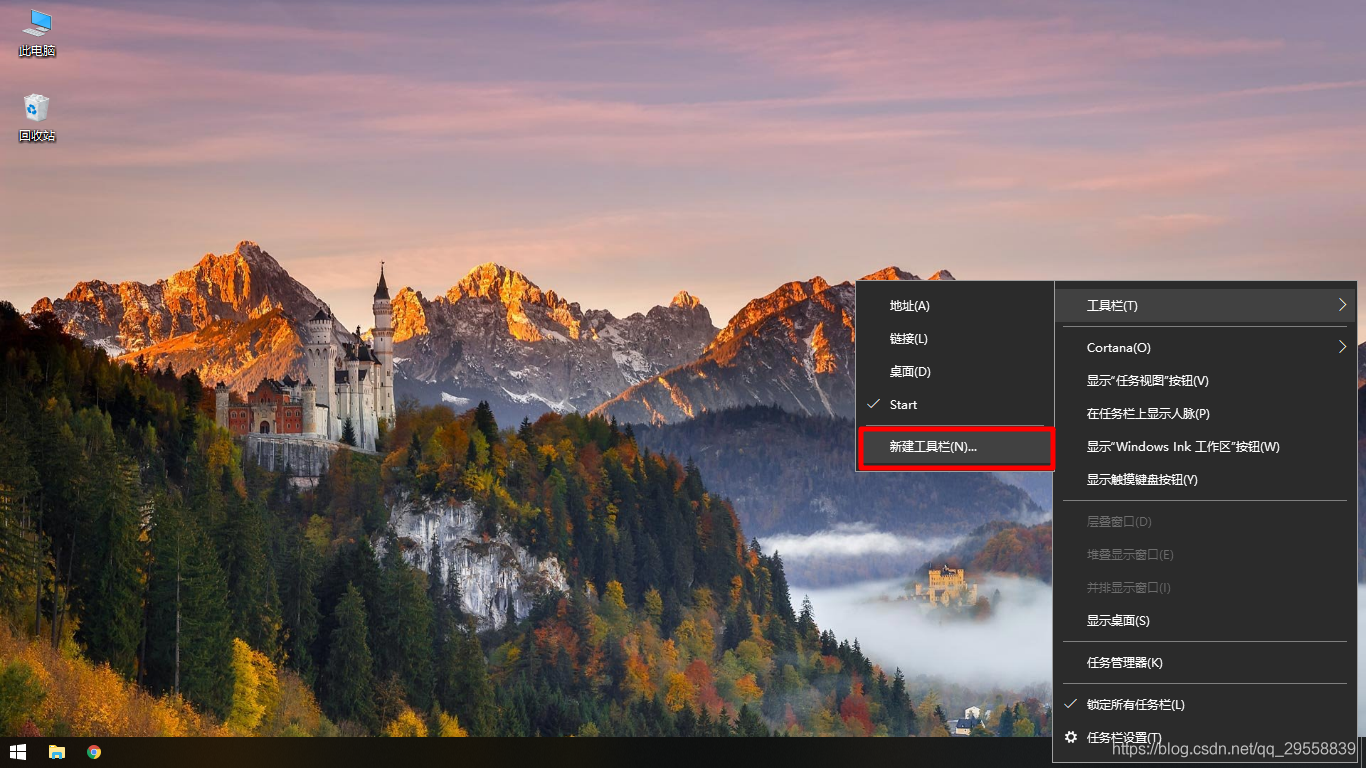 此电脑
回收站
地址(A)
链接(L)
桌面(D)
Start
新建工具栏(N)...
工具栏(T)
Cortana(O)
显示“任务视图”按钮(V)
在任务栏上显示人脉(P)
显示“Windows Ink 工作区”按钮(W)
显示触摸键盘按钮(Y)
层叠窗口(D)
堆叠显示窗口(E)
并排显示窗口(I)
显示桌面(S)
任务管理器(K)
锁定所有任务栏(L)
任务栏设置(T)
https://blog.csdn.net/qq_29558839